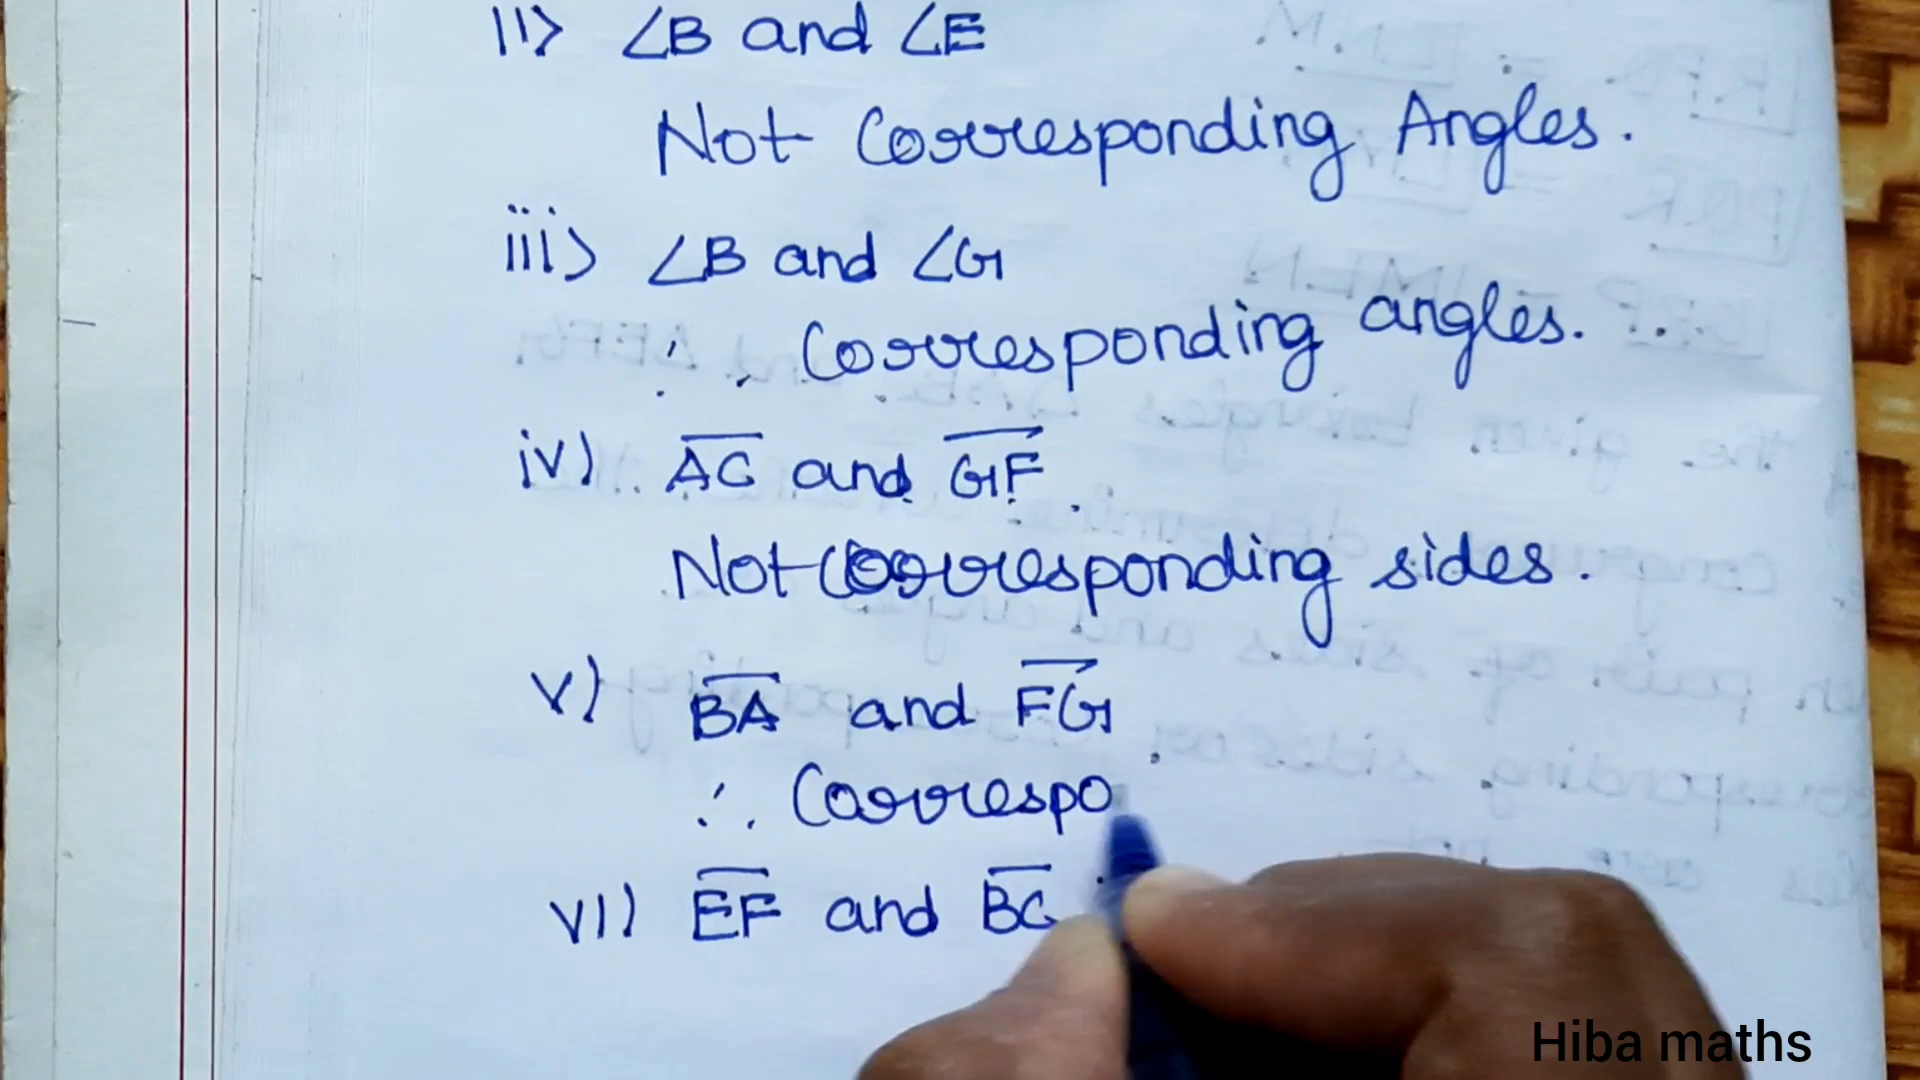 ii> ∠B and ∠E
Not Corresponding Angles.
iii> ∠B and ∠G
∴ Corresponding angles.
iv) AC and GF
Not Corresponding sides.
v) BA and FG
∴ Correspo
vi) EF and BC
Hiba maths